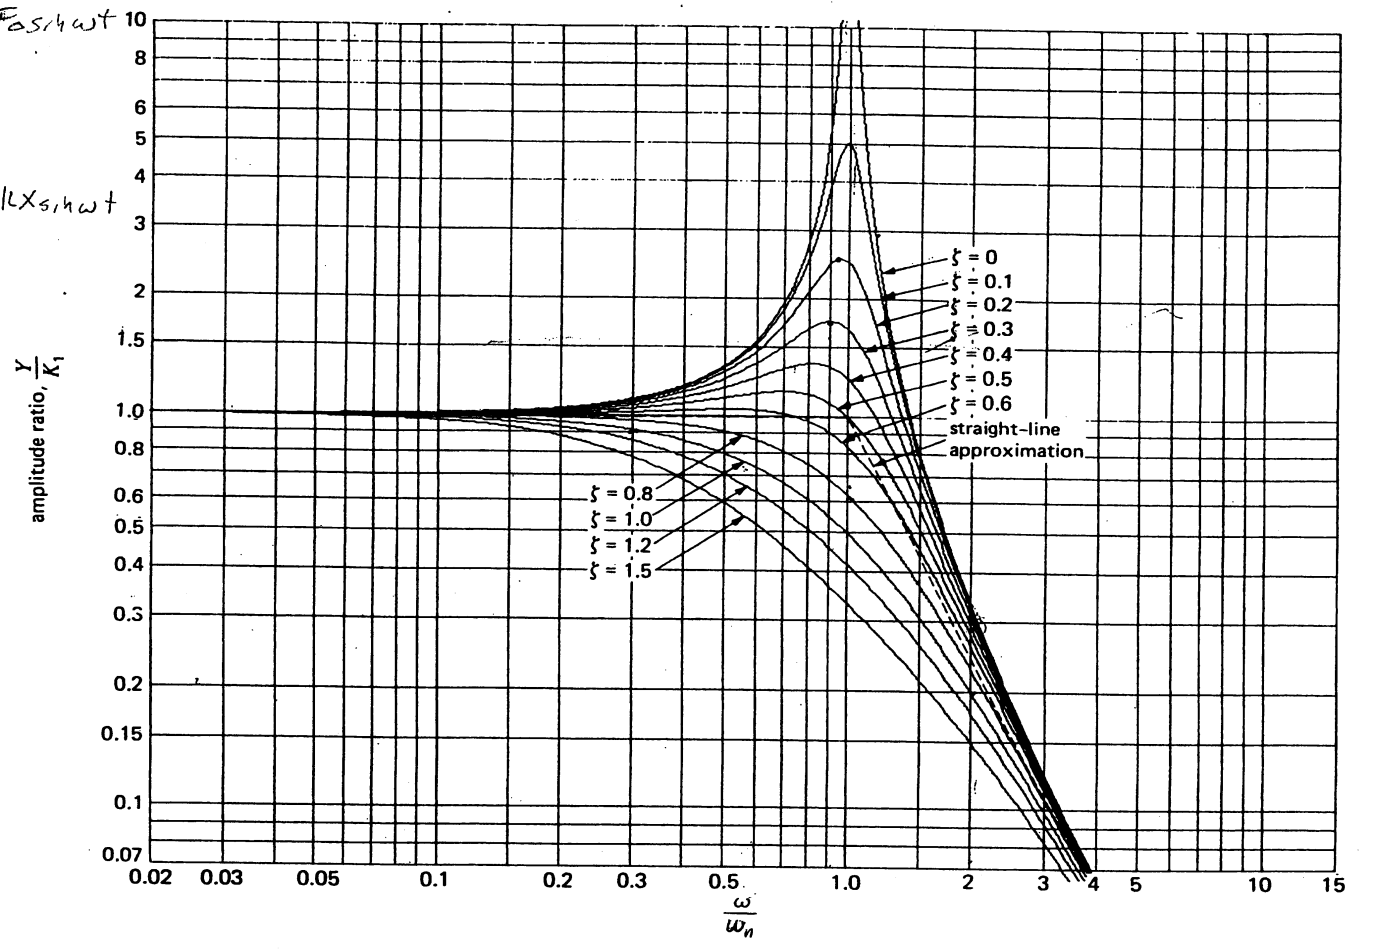 F₀sinωt
10
8
6
5
4
KXsinωt
3
2
1.5
1.0
0.8
0.6
0.5
0.4
0.3
0.2
0.15
0.1
0.07
amplitude ratio, Y/K₁
ζ = 0
ζ = 0.1
ζ = 0.2
ζ = 0.3
ζ = 0.4
ζ = 0.5
ζ = 0.6
straight-line
approximation
ζ = 0.8
ζ = 1.0
ζ = 1.2
ζ = 1.5
0.02 0.03 0.05 0.1 0.2 0.3 0.5 1.0 2 3 4 5 10 15
ω/ωn